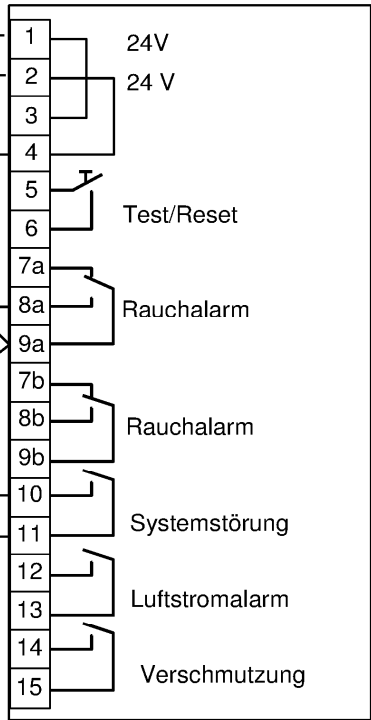 1 24V
2 24 V
3
4
5
6 Test/Reset
7a
8a Rauchalarm
9a
7b
8b Rauchalarm
9b
10
11 Systemstörung
12
13 Luftstromalarm
14
15 Verschmutzung